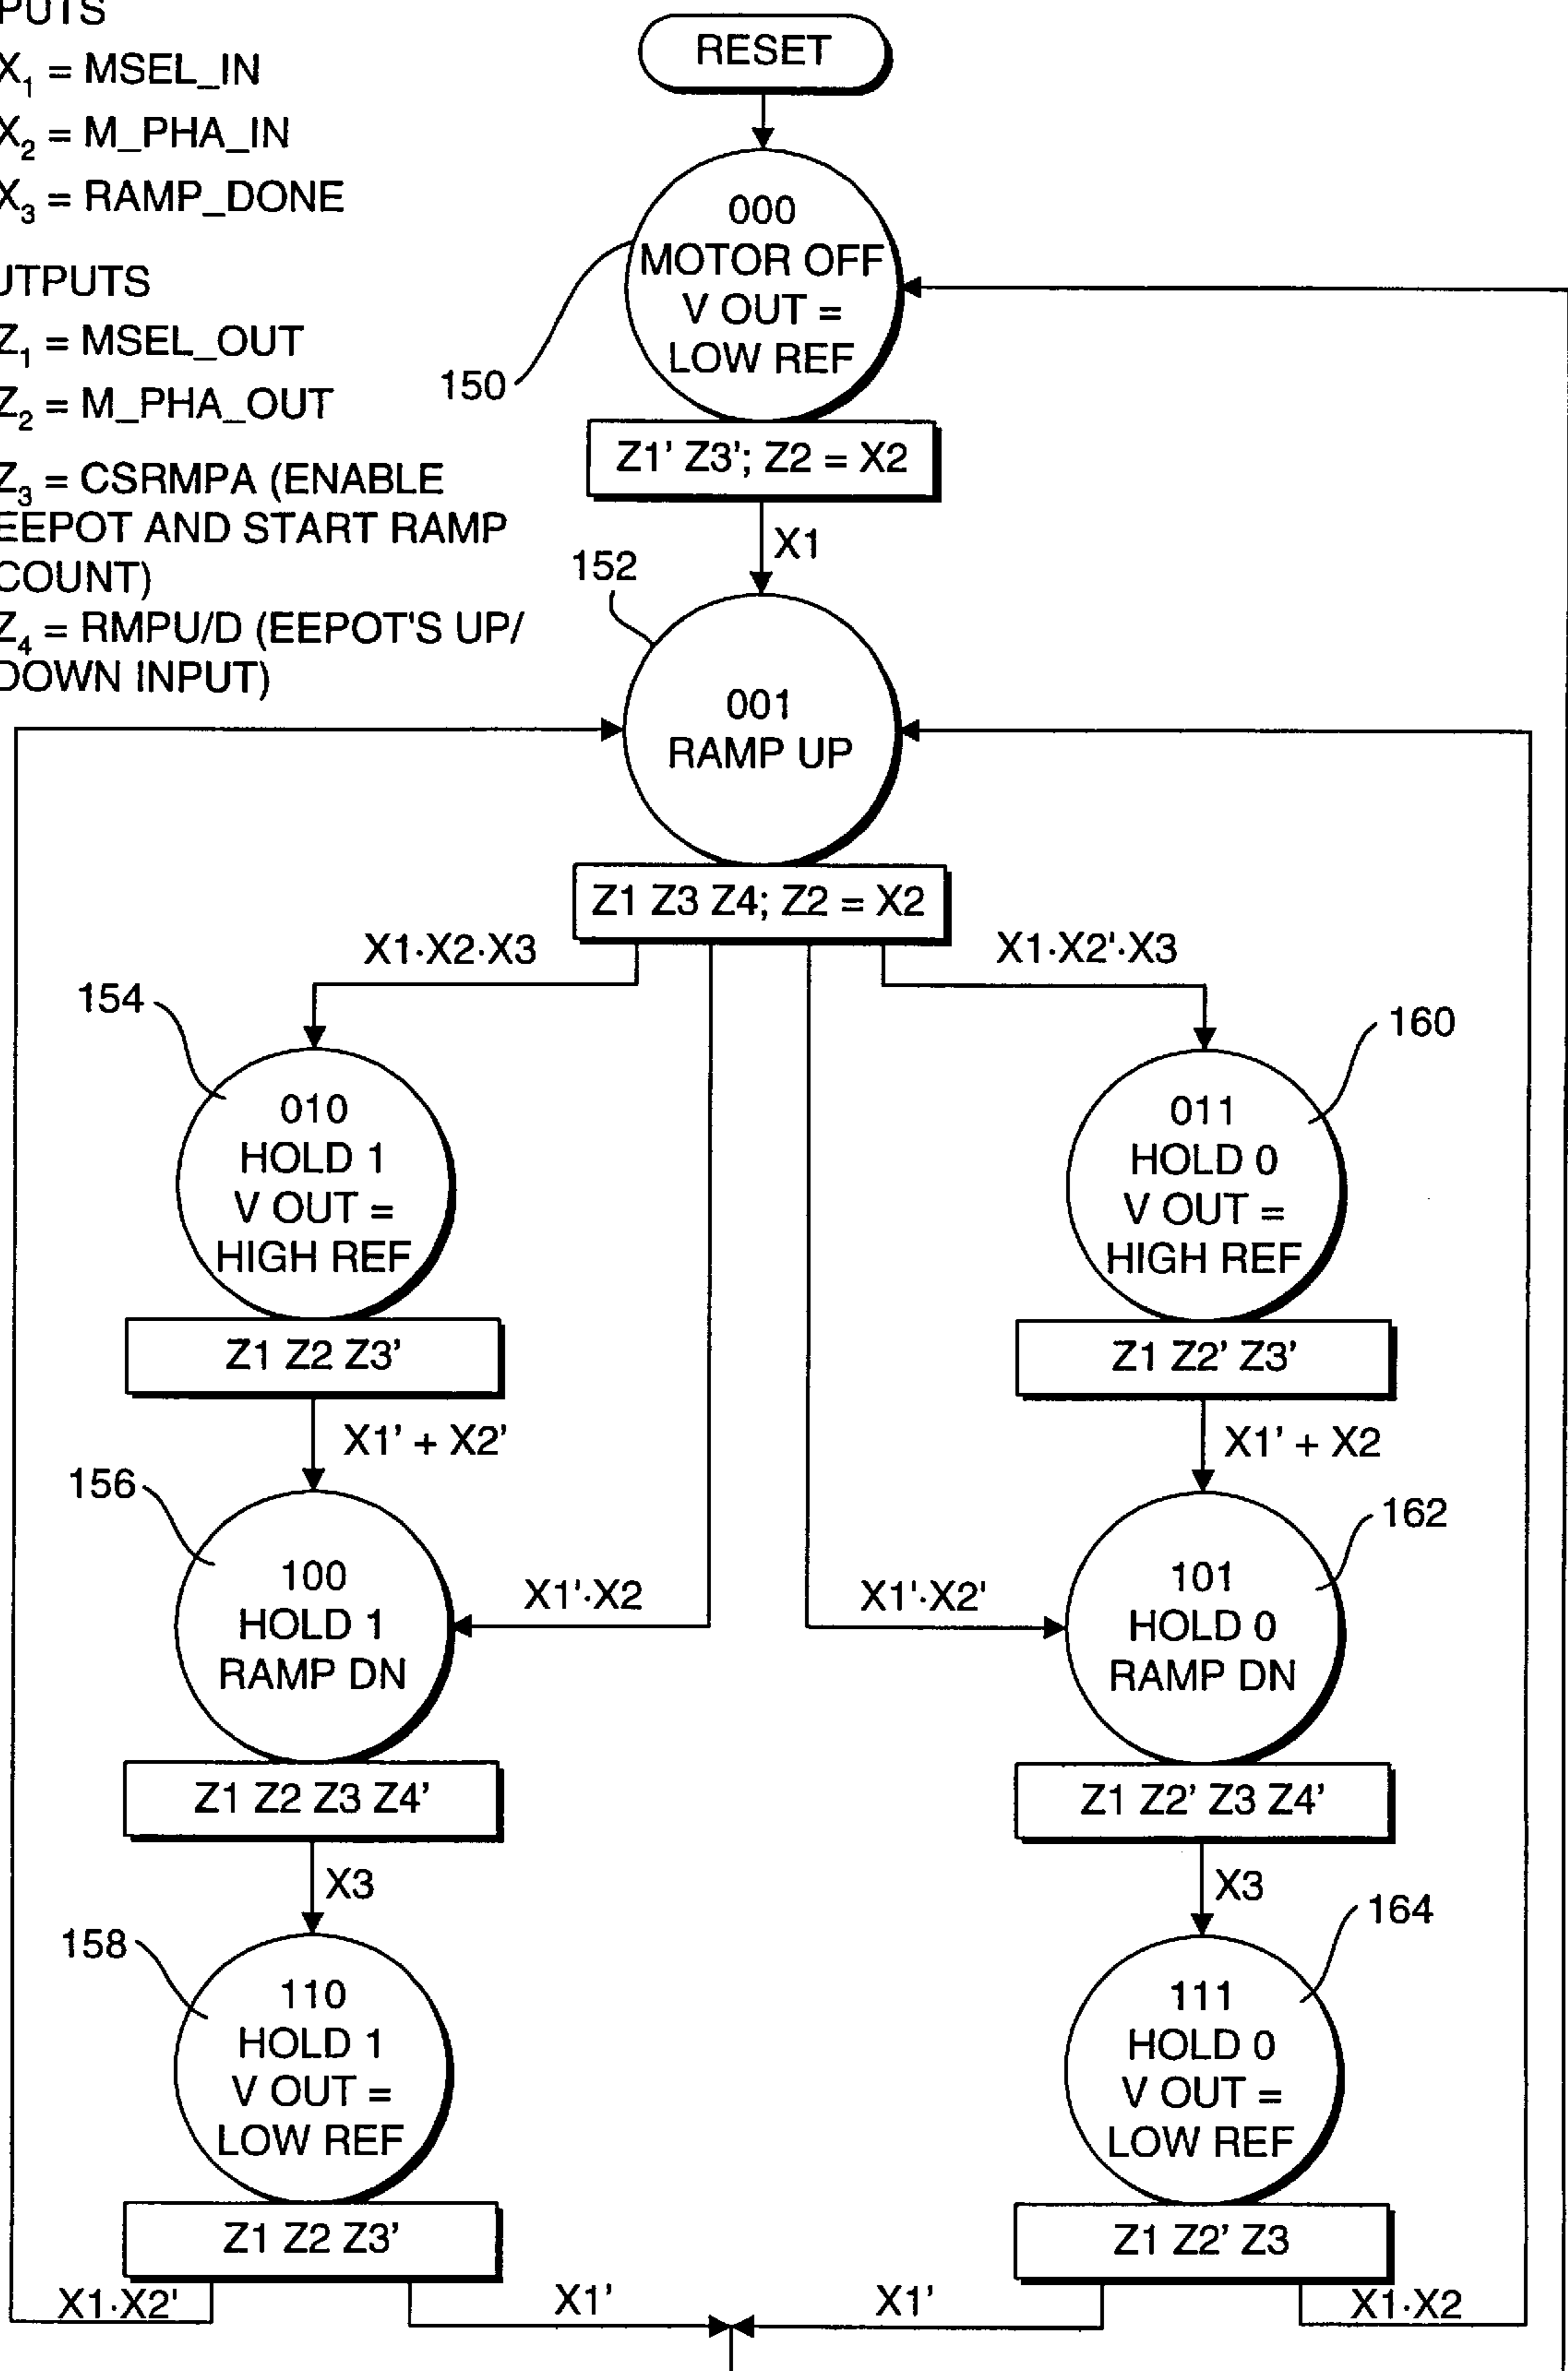 PUTS
X1 = MSEL_IN
X2 = M_PHA_IN
X3 = RAMP_DONE
UTPUTS
Z1 = MSEL_OUT
Z2 = M_PHA_OUT
Z3 = CSRMPA (ENABLE
EEPOT AND START RAMP
COUNT)
Z4 = RMPU/D (EEPOT'S UP/
DOWN INPUT)
RESET
000
MOTOR OFF
V OUT =
LOW REF
150
Z1' Z3'; Z2 = X2
X1
152
001
RAMP UP
Z1 Z3 Z4; Z2 = X2
X1·X2·X3
X1·X2'·X3
154
010
HOLD 1
V OUT =
HIGH REF
160
011
HOLD 0
V OUT =
HIGH REF
Z1 Z2 Z3'
Z1 Z2' Z3'
X1' + X2'
X1' + X2
156
100
HOLD 1
RAMP DN
X1'·X2
X1'·X2'
162
101
HOLD 0
RAMP DN
Z1 Z2 Z3 Z4'
Z1 Z2' Z3 Z4'
X3
X3
158
110
HOLD 1
V OUT =
LOW REF
164
111
HOLD 0
V OUT =
LOW REF
Z1 Z2 Z3'
Z1 Z2' Z3
X1·X2'
X1'
X1'
X1·X2